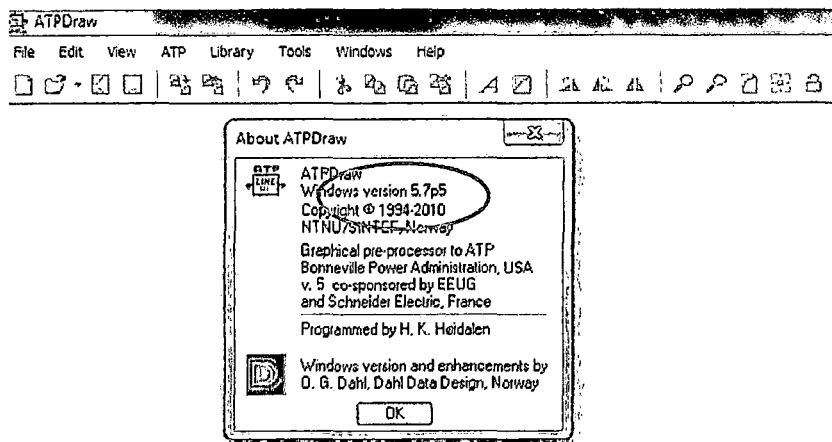 ATPDraw
File Edit View ATP Library Tools Windows Help
About ATPDraw
ATP
LINE
ATPDraw
Windows version 5.7p5
Copyright © 1994-2010
NTNU/SINTEF, Norway
Graphical pre-processor to ATP
Bonneville Power Administration, USA
v. 5 co-sponsored by EEUG
and Schneider Electric, France
Programmed by H. K. Høidalen
Windows version and enhancements by
O. G. Dahl, Dahl Data Design, Norway
OK